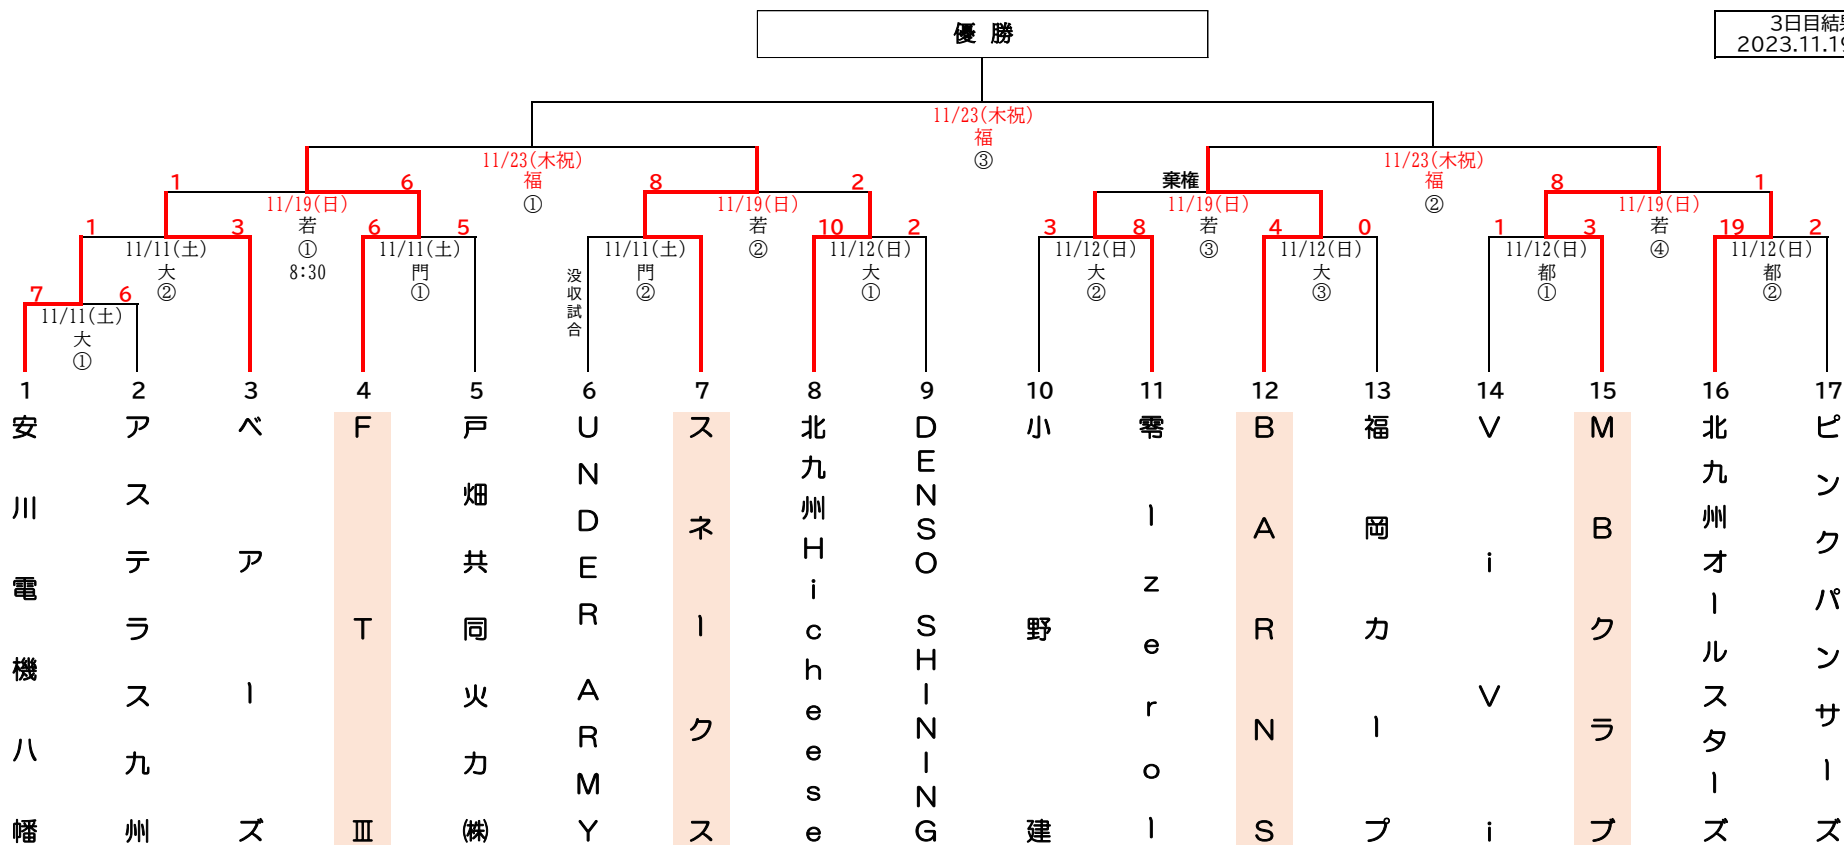 優 勝
3日目結
2023.11.19
11/23(木祝)
福
③
11/23(木祝)
福
①
11/23(木祝)
福
②
1
6
8
2
棄権
8
1
11/19(日)
若
①
8:30
11/19(日)
若
②
11/19(日)
若
③
11/19(日)
若
④
1
3
6
5
10
2
3
8
4
0
1
3
19
2
11/11(土)
大
②
11/11(土)
門
①
没収試合
11/11(土)
門
②
11/12(日)
大
①
11/12(日)
大
②
11/12(日)
大
③
11/12(日)
都
①
11/12(日)
都
②
7
6
11/11(土)
大
①
1
2
3
4
5
6
7
8
9
10
11
12
13
14
15
16
17
安川電機八幡
アステラス九州
ベアーズ
FTⅢ
戸畑共同火力㈱
UNDER ARMY
スネークス
北九州Hicheese
DENSO SHINING
小野建
零ーzeroー
BARNS
福岡カープ
ViVi
MBクラブ
北九州オールスターズ
ピンクパンサーズ